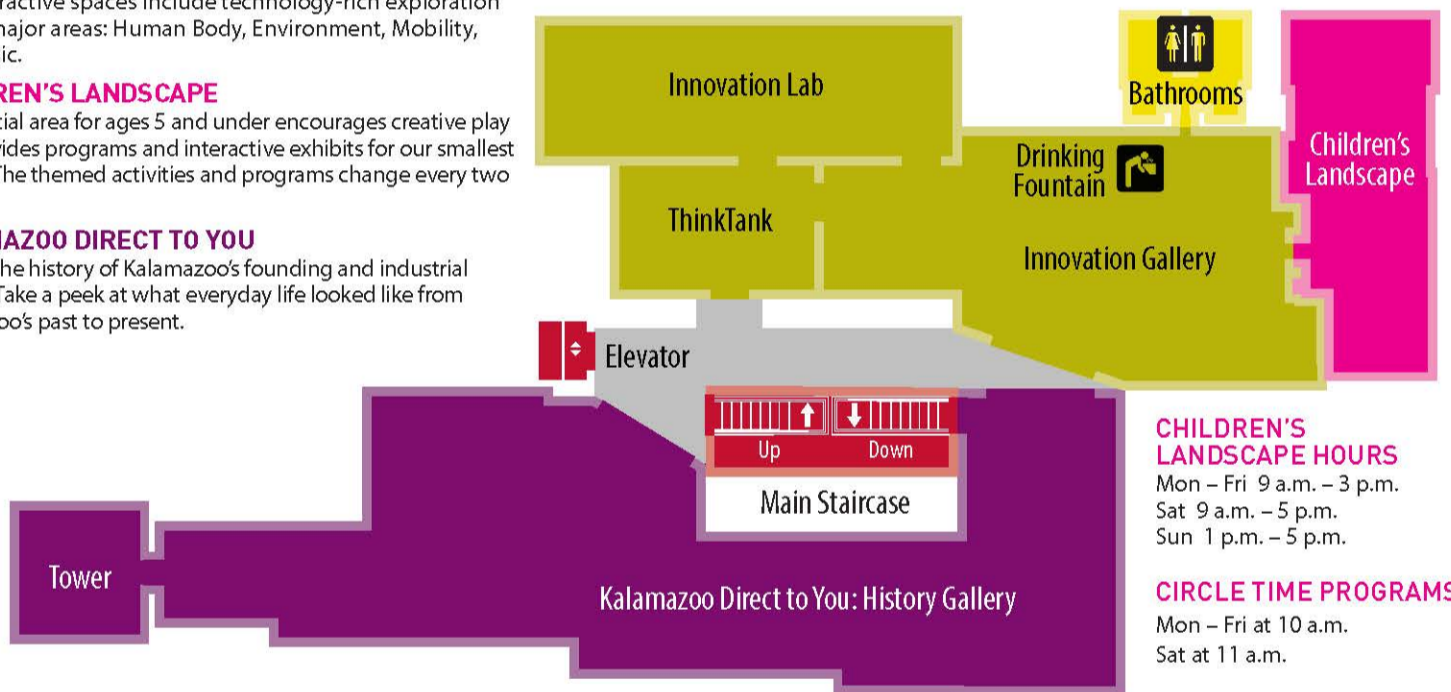 ractive spaces include technology-rich exploration
major areas: Human Body, Environment, Mobility,
ic.
REN'S LANDSCAPE
ial area for ages 5 and under encourages creative play
vides programs and interactive exhibits for our smallest
The themed activities and programs change every two
AZOO DIRECT TO YOU
he history of Kalamazoo's founding and industrial
Take a peek at what everyday life looked like from
oo's past to present.
Innovation Lab
Bathrooms
Children's
Landscape
Drinking
Fountain
ThinkTank
Innovation Gallery
Elevator
Up
Down
Main Staircase
Tower
Kalamazoo Direct to You: History Gallery
CHILDREN'S
LANDSCAPE HOURS
Mon – Fri 9 a.m. – 3 p.m.
Sat 9 a.m. – 5 p.m.
Sun 1 p.m. – 5 p.m.
CIRCLE TIME PROGRAMS
Mon – Fri at 10 a.m.
Sat at 11 a.m.